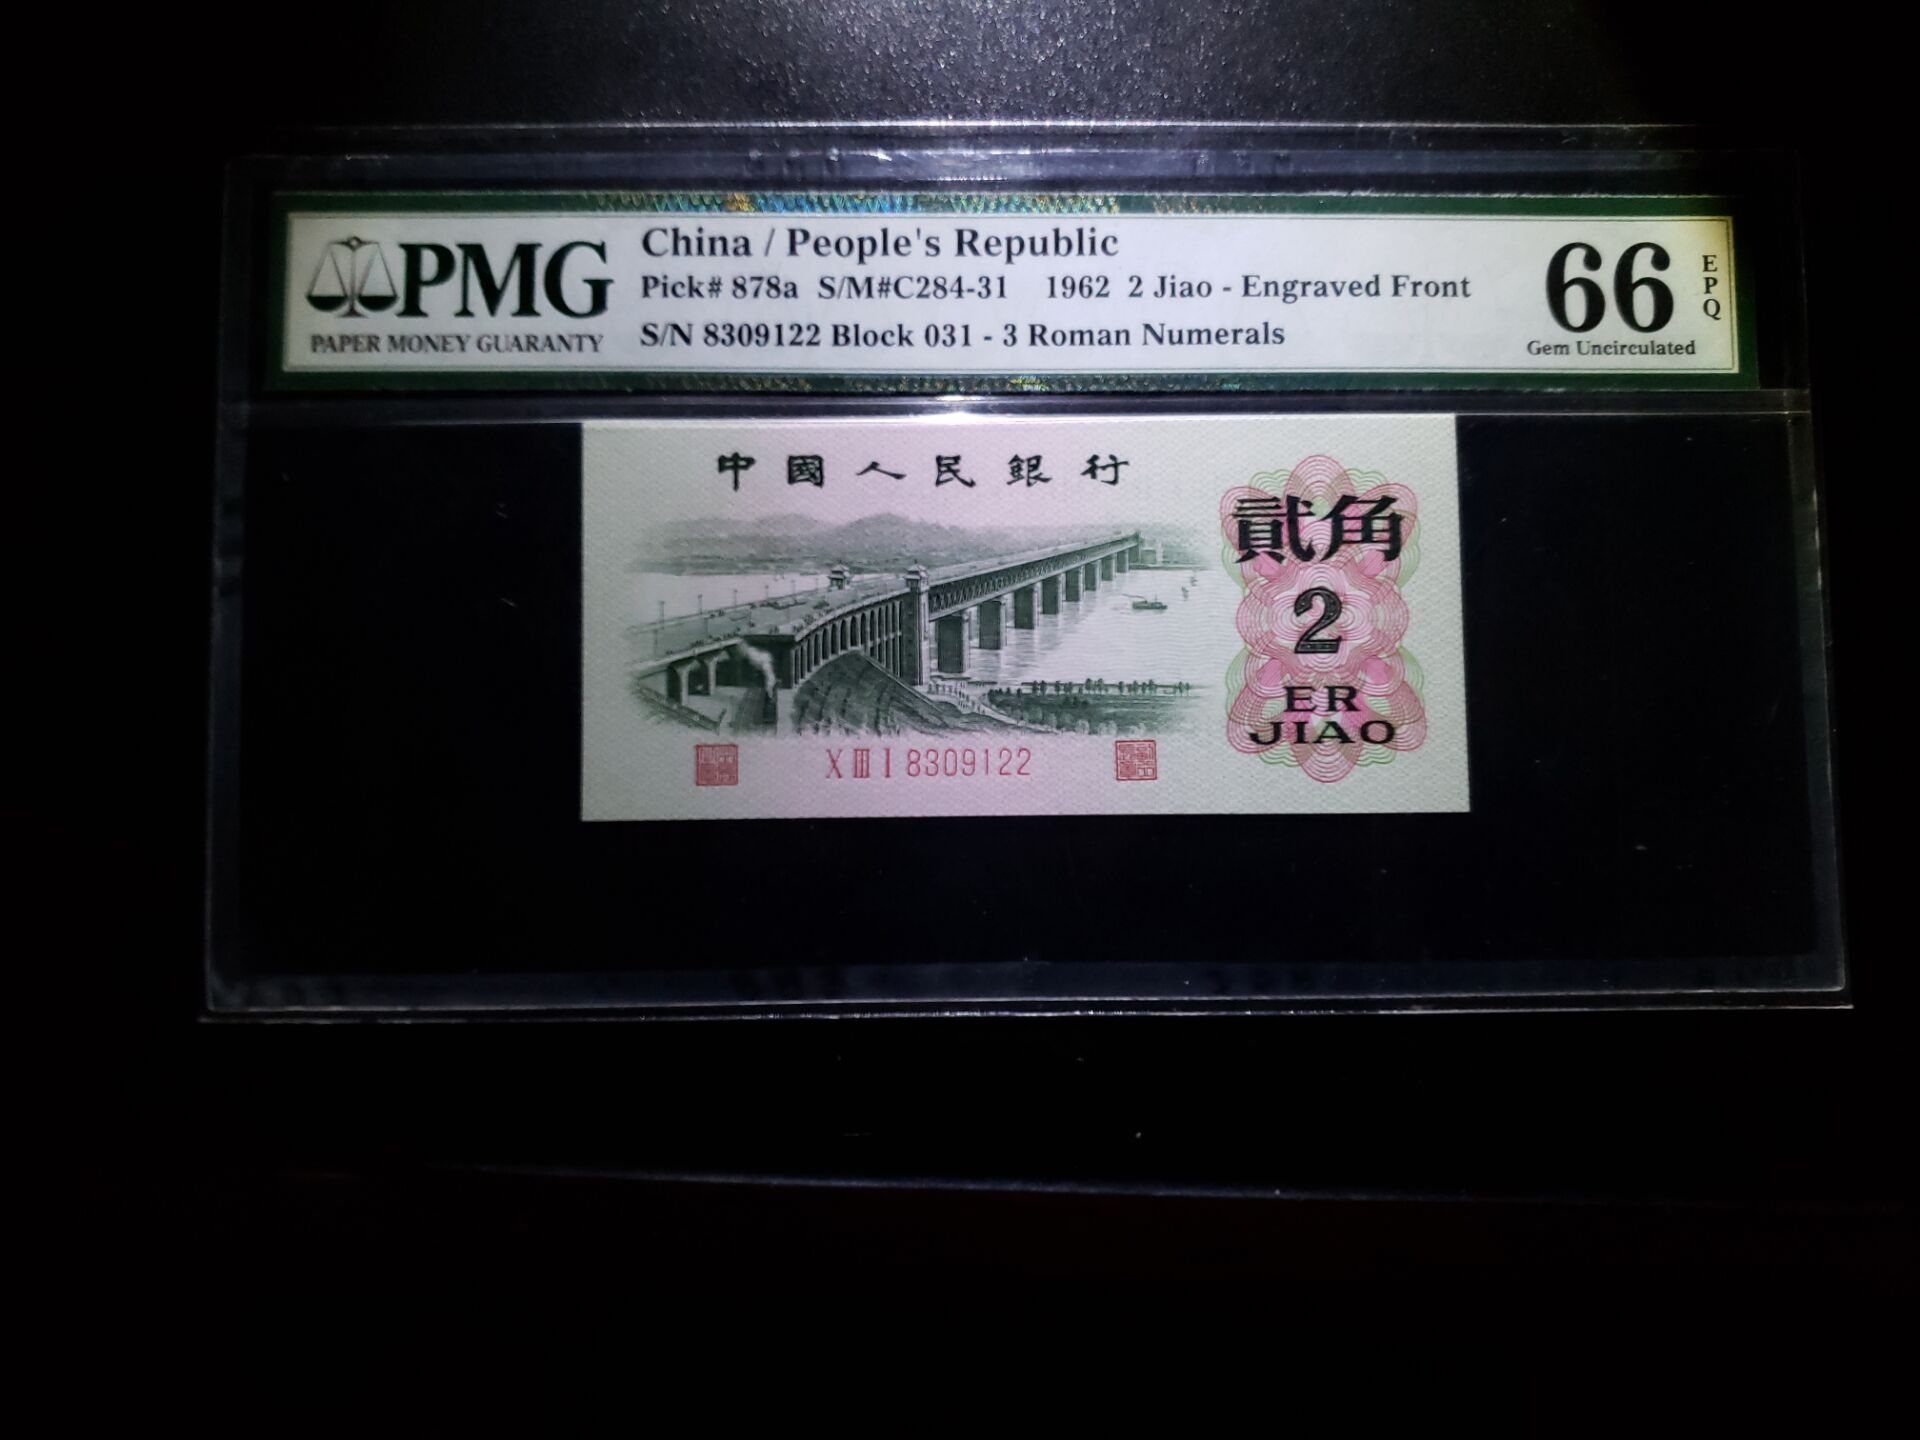 PMG
PAPER MONEY GUARANTY
China / People's Republic
Pick# 878a S/M#C284-31 1962 2 Jiao - Engraved Front
S/N 8309122 Block 031 - 3 Roman Numerals
66
EPQ
Gem Uncirculated
中國人民銀行
貳角
2
ER
JIAO
X III I 8309122